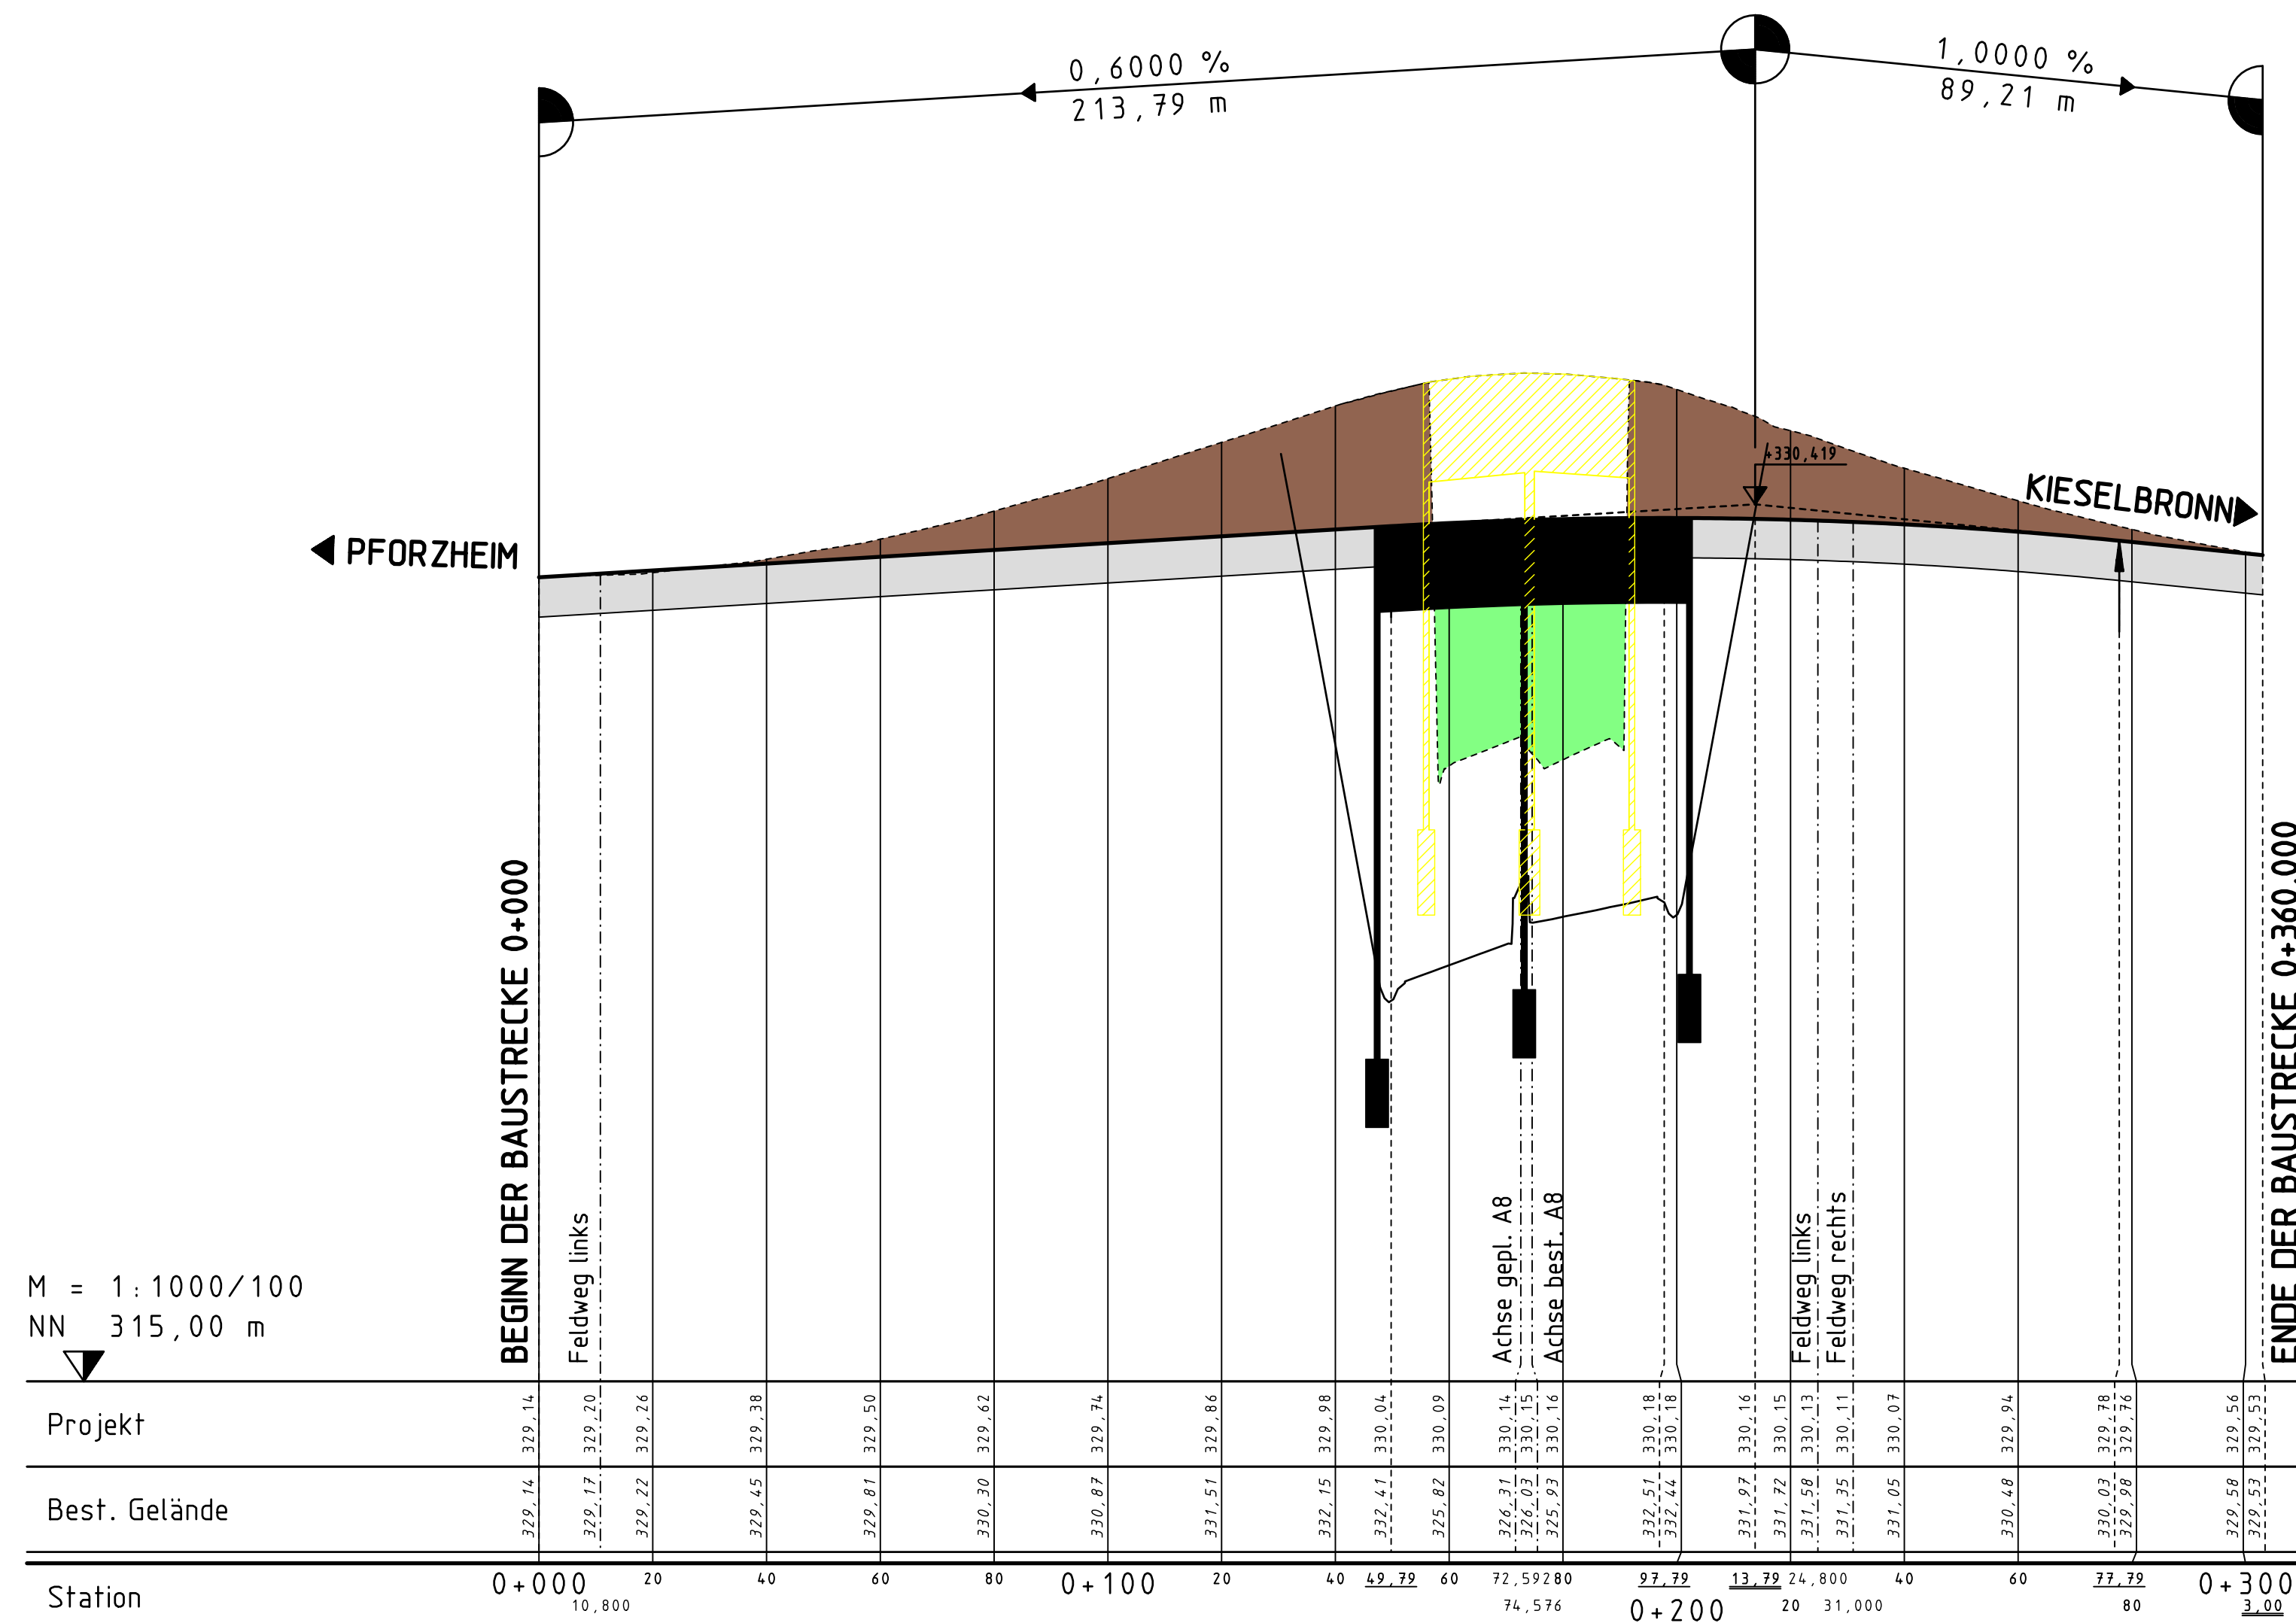 0,6000 %
213,79 m
1,0000 %
89,21 m
+330,419
KIESELBRONN
PFORZHEIM
BEGINN DER BAUSTRECKE 0+000
ENDE DER BAUSTRECKE 0+360.000
Feldweg links
Achse gepl. A8
Achse best. A8
Feldweg links
Feldweg rechts
M = 1:1000/100
NN 315,00 m
Projekt 329,14 329,20 329,26 329,38 329,50 329,62 329,74 329,86 329,98 330,04 330,09 330,14 330,15 330,16 330,18 330,18 330,16 330,15 330,13 330,11 330,07 329,94 329,78 329,76 329,56 329,53
Best. Gelände 329,14 329,17 329,22 329,45 329,81 330,30 330,87 331,51 332,15 332,41 325,82 326,31 326,03 325,93 332,51 332,44 331,97 331,72 331,58 331,35 331,05 330,48 330,03 329,98 329,58 329,53
Station 0+000 20 40 60 80 0+100 20 40 49,79 60 72,592 80 97,79 13,79 24,800 40 60 77,79 0+300
10,800 74,576 0+200 20 31,000 80 3,00